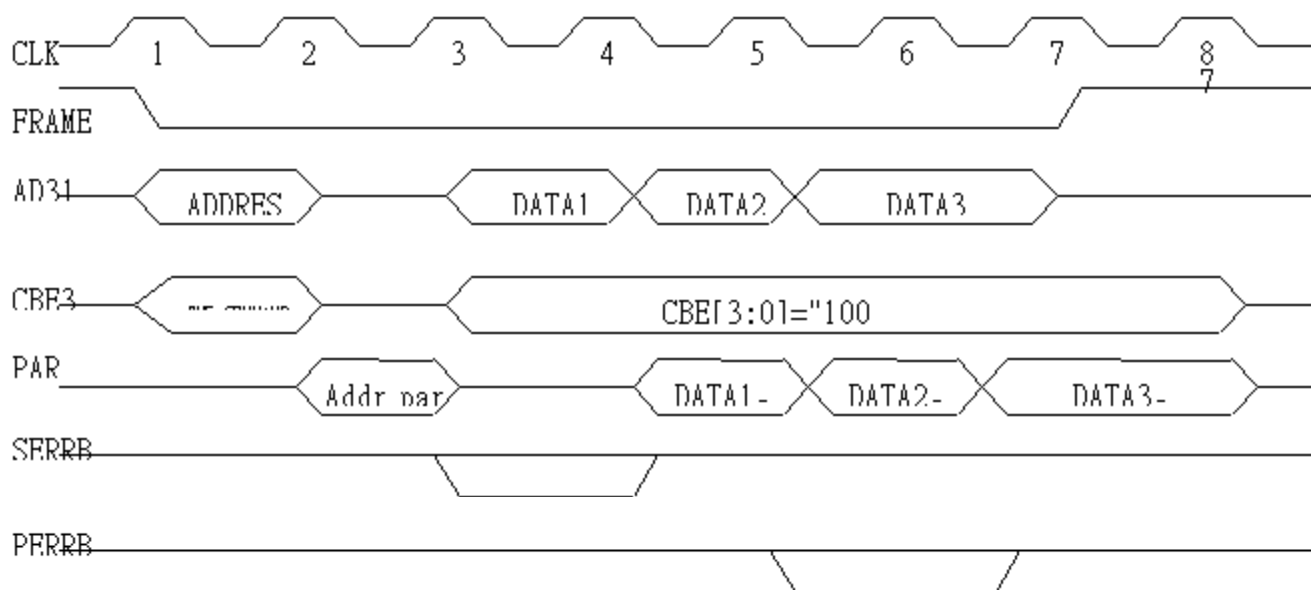 CLK 1 2 3 4 5 6 7 8
7
FRAME
AD31 ADDRES DATA1 DATA2 DATA3
CBE3 CBE[3:0]="100
PAR Addr par DATA1- DATA2- DATA3-
SERRB
PERRB